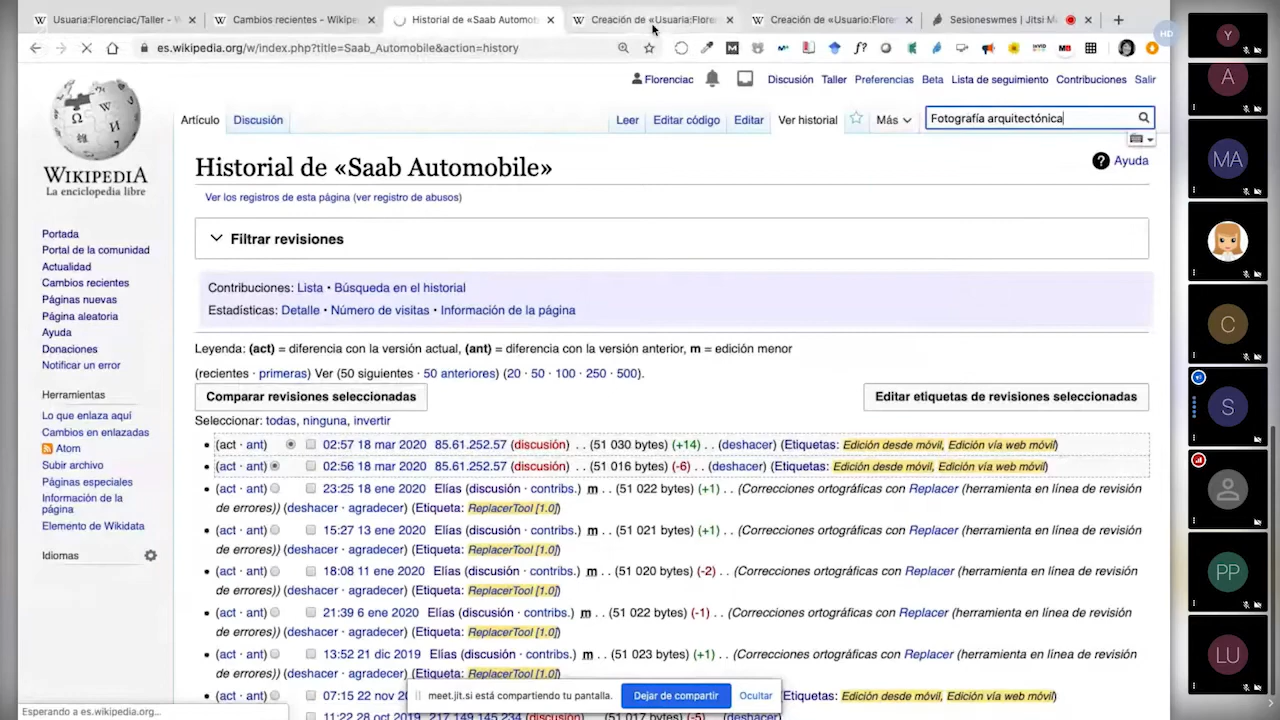 Usuaria:Florenciac/Taller - W
Cambios recientes - Wikipe
Historial de «Saab Automob
Creación de «Usuaria:Flore
Creación de «Usuario:Flore
Sesioneswmes | Jitsi M
es.wikipedia.org/w/index.php?title=Saab_Automobile&action=history
HD
Florenciac
Discusión
Taller
Preferencias
Beta
Lista de seguimiento
Contribuciones
Salir
Artículo
Discusión
Leer
Editar código
Editar
Ver historial
Más
Fotografía arquitectónica
WIKIPEDIA
La enciclopedia libre
Historial de «Saab Automobile»
Ayuda
Ver los registros de esta página (ver registro de abusos)
Filtrar revisiones
Contribuciones: Lista • Búsqueda en el historial
Estadísticas: Detalle • Número de visitas • Información de la página
Leyenda: (act) = diferencia con la versión actual, (ant) = diferencia con la versión anterior, m = edición menor
(recientes · primeras) Ver (50 siguientes · 50 anteriores) (20 · 50 · 100 · 250 · 500).
Comparar revisiones seleccionadas
Editar etiquetas de revisiones seleccionadas
Seleccionar: todas, ninguna, invertir
(act · ant) 02:57 18 mar 2020 85.61.252.57 (discusión) . . (51 030 bytes) (+14) . . (deshacer) (Etiquetas: Edición desde móvil, Edición vía web móvil)
(act · ant) 02:56 18 mar 2020 85.61.252.57 (discusión) . . (51 016 bytes) (-6) . . (deshacer) (Etiquetas: Edición desde móvil, Edición vía web móvil)
(act · ant) 23:25 18 ene 2020 Elías (discusión · contribs.) m . . (51 022 bytes) (+1) . . (Correcciones ortográficas con Replacer (herramienta en línea de revisión
de errores)) (deshacer · agradecer) (Etiqueta: ReplacerTool [1.0])
(act · ant) 15:27 13 ene 2020 Elías (discusión · contribs.) m . . (51 021 bytes) (+1) . . (Correcciones ortográficas con Replacer (herramienta en línea de revisión
de errores)) (deshacer · agradecer) (Etiqueta: ReplacerTool [1.0])
(act · ant) 18:08 11 ene 2020 Elías (discusión · contribs.) m . . (51 020 bytes) (-2) . . (Correcciones ortográficas con Replacer (herramienta en línea de revisión
de errores)) (deshacer · agradecer) (Etiqueta: ReplacerTool [1.0])
(act · ant) 21:39 6 ene 2020 Elías (discusión · contribs.) m . . (51 022 bytes) (-1) . . (Correcciones ortográficas con Replacer (herramienta en línea de revisión
de errores)) (deshacer · agradecer) (Etiqueta: ReplacerTool [1.0])
(act · ant) 13:52 21 dic 2019 Elías (discusión · contribs.) m . . (51 023 bytes) (+1) . . (Correcciones ortográficas con Replacer (herramienta en línea de revisión
de errores)) (deshacer · agradecer) (Etiqueta: ReplacerTool [1.0])
(act · ant) 07:15 22 nov 20
Etiquetas: Edición desde móvil, Edición vía web móvil)
11:22 28 oct 2019 217.149.145.234 (discusión) . . (51 017 bytes) (-5) . . (deshacer)
Portada
Portal de la comunidad
Actualidad
Cambios recientes
Páginas nuevas
Página aleatoria
Ayuda
Donaciones
Notificar un error
Herramientas
Lo que enlaza aquí
Cambios en enlazadas
Atom
Subir archivo
Páginas especiales
Información de la
página
Elemento de Wikidata
Idiomas
meet.jit.si está compartiendo tu pantalla.
Dejar de compartir
Ocultar
Esperando a es.wikipedia.org...
Y
A
MA
C
S
PP
LU